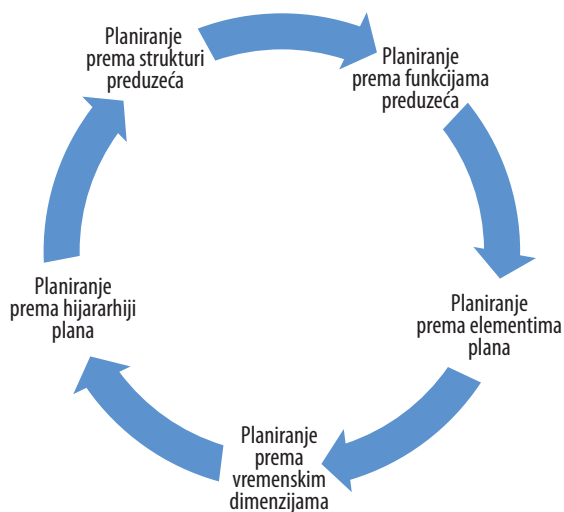 Planiranje
prema strukturi
preduzeća
Planiranje
prema funkcijama
preduzeća
Planiranje
prema elementima
plana
Planiranje
prema
vremenskim
dimenzijama
Planiranje
prema hijararhiji
plana